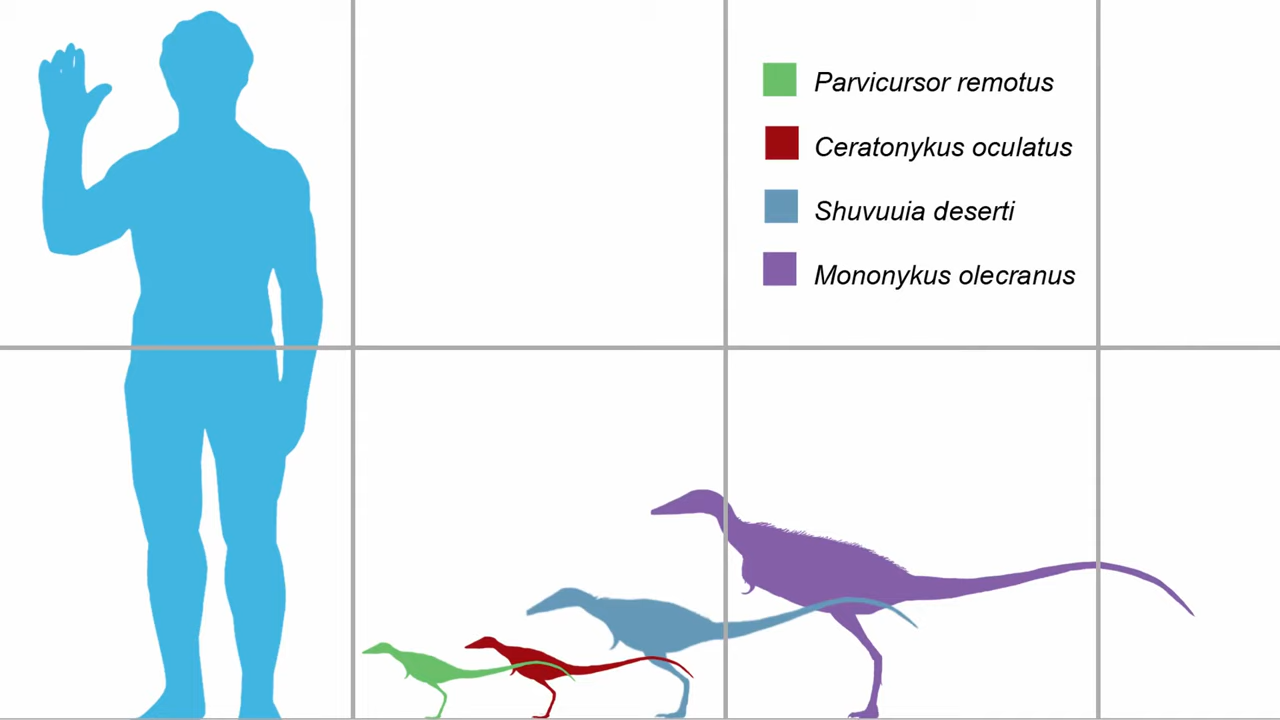 Parvicursor remotus
Ceratonykus oculatus
Shuvuuia deserti
Mononykus olecranus